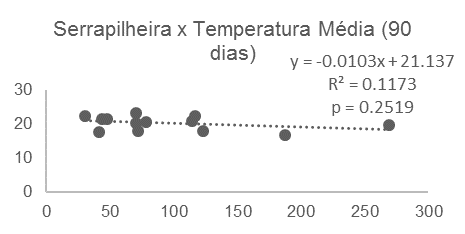 Serrapilheira x Temperatura Média (90
dias)
y = -0.0103x + 21.137
R² = 0.1173
p = 0.2519
30
20
10
0
0 50 100 150 200 250 300